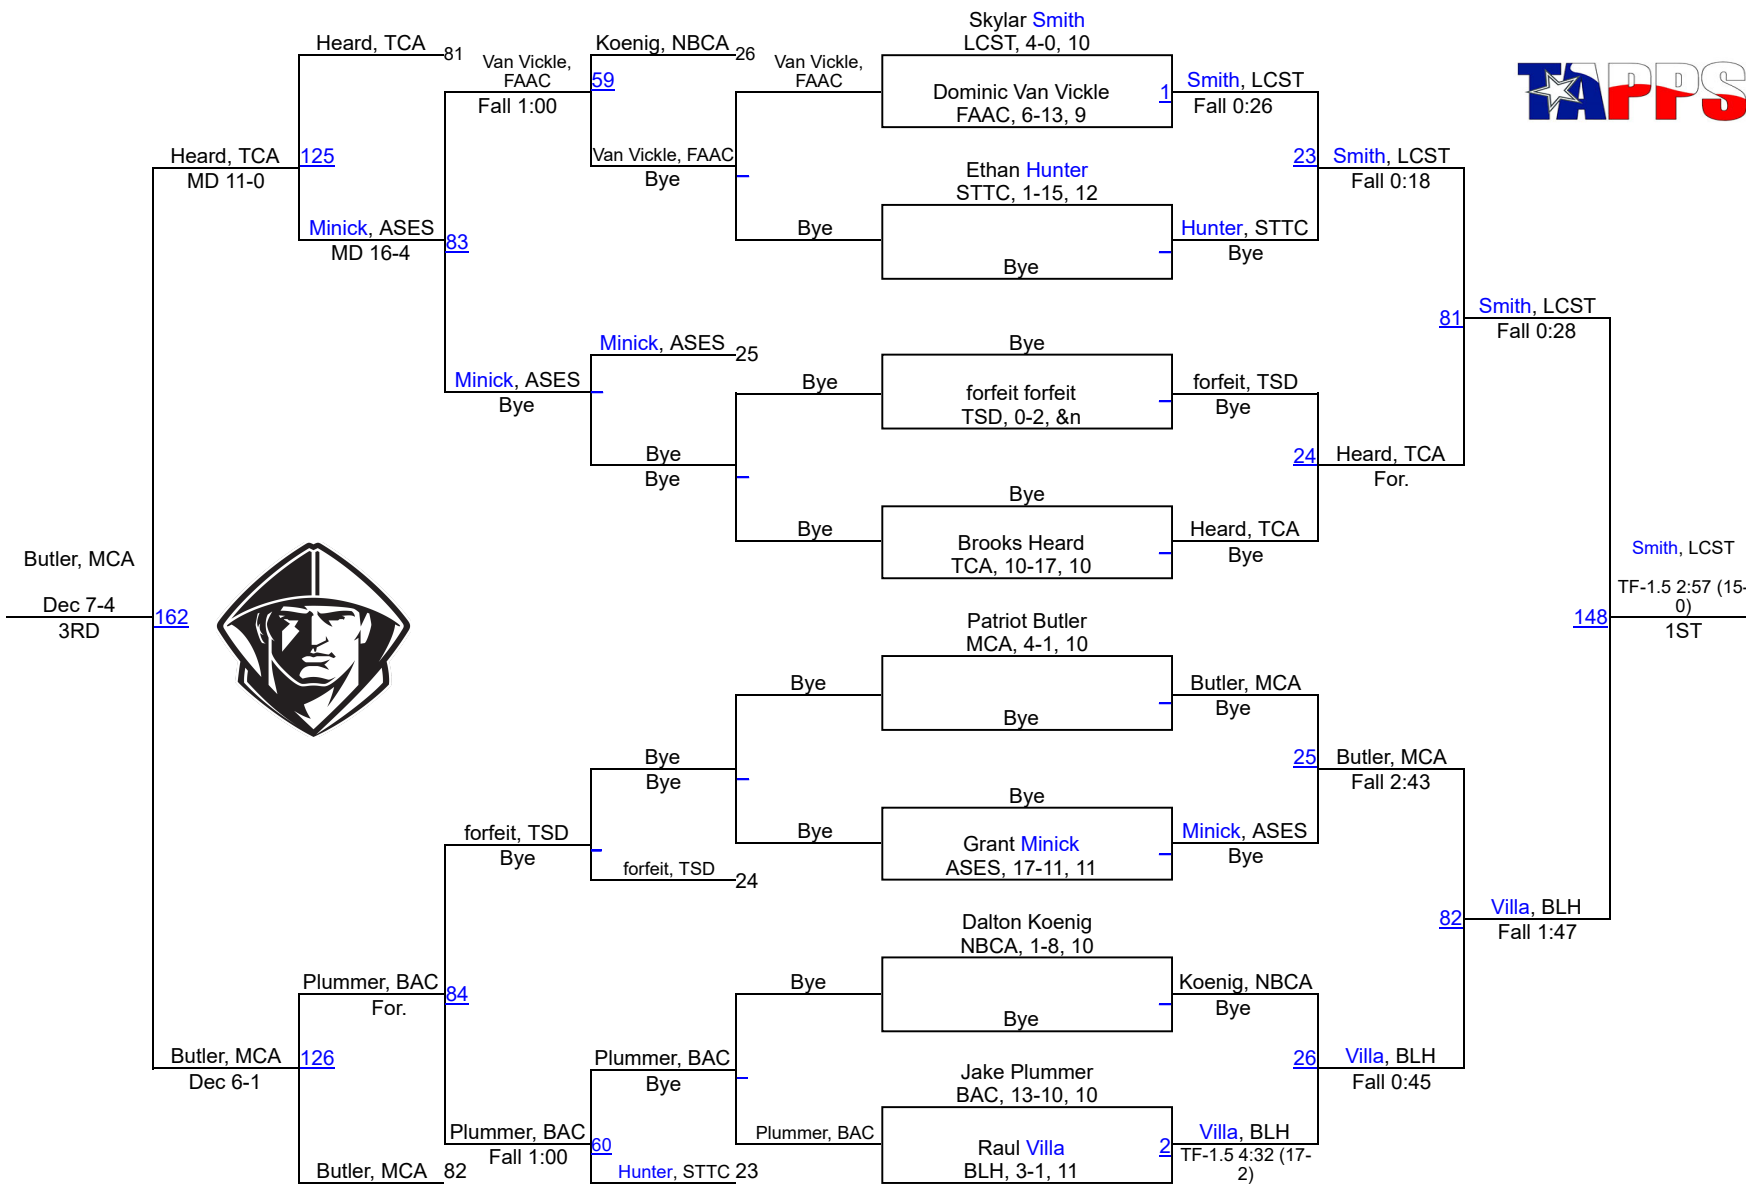 Skylar Smith
LCST, 4-0, 10
Heard, TCA
81
Van Vickle,
FAAC
Fall 1:00
Koenig, NBCA
26
59
Van Vickle,
FAAC
Dominic Van Vickle
FAAC, 6-13, 9
1
Smith, LCST
Fall 0:26
TAPPS
Heard, TCA
MD 11-0
125
Van Vickle, FAAC
Bye
Ethan Hunter
STTC, 1-15, 12
23
Smith, LCST
Fall 0:18
Minick, ASES
MD 16-4
83
Bye
Bye
Hunter, STTC
Bye
81
Smith, LCST
Fall 0:28
Minick, ASES
25
Bye
Minick, ASES
Bye
Bye
forfeit forfeit
TSD, 0-2, &n
forfeit, TSD
Bye
Bye
Bye
24
Heard, TCA
For.
Bye
Bye
Brooks Heard
TCA, 10-17, 10
Heard, TCA
Bye
Butler, MCA
Dec 7-4
3RD
162
Smith, LCST
TF-1.5 2:57 (15-
0)
1ST
148
Patriot Butler
MCA, 4-1, 10
Bye
Bye
Butler, MCA
Bye
Bye
Bye
25
Butler, MCA
Fall 2:43
Bye
forfeit, TSD
Bye
Bye
Grant Minick
ASES, 17-11, 11
Minick, ASES
Bye
forfeit, TSD
24
82
Villa, BLH
Fall 1:47
Dalton Koenig
NBCA, 1-8, 10
Plummer, BAC
For.
84
Bye
Bye
Koenig, NBCA
Bye
Butler, MCA
Dec 6-1
126
Plummer, BAC
Bye
Jake Plummer
BAC, 13-10, 10
26
Villa, BLH
Fall 0:45
Plummer, BAC
Fall 1:00
60
Plummer, BAC
Raul Villa
BLH, 3-1, 11
2
Villa, BLH
TF-1.5 4:32 (17-
2)
Butler, MCA
82
Hunter, STTC
23